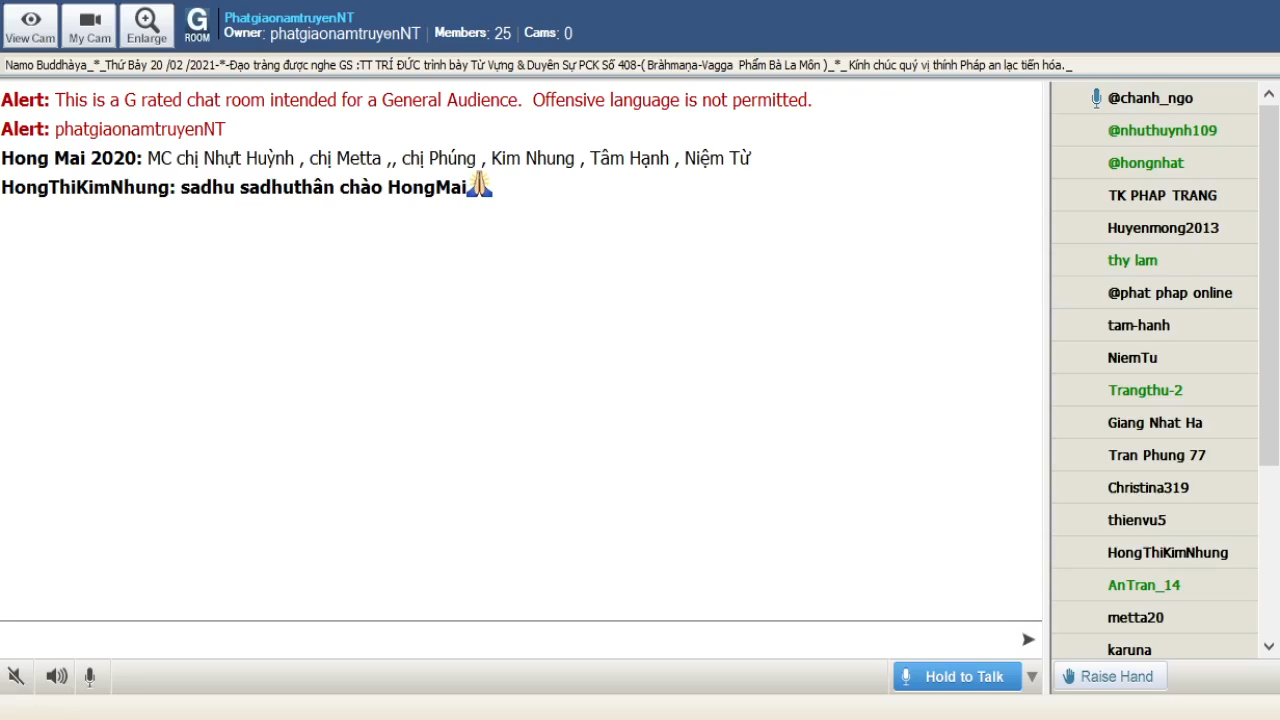 View Cam
My Cam
Enlarge
G
ROOM
PhatgiaonamtruyenNT
Owner: phatgiaonamtruyenNT | Members: 25 | Cams: 0
Namo Buddhàya_*_Thứ Bảy 20 /02 /2021-*-Đạo tràng được nghe GS :TT TRÍ ĐỨC trình bày Từ Vựng & Duyên Sự PCK Số 408-( Bràhmaṇa-Vagga Phẩm Bà La Môn )_*_Kính chúc quý vị thính Pháp an lạc tiến hóa._
Alert: This is a G rated chat room intended for a General Audience. Offensive language is not permitted.
Alert: phatgiaonamtruyenNT
Hong Mai 2020: MC chị Nhựt Huỳnh , chị Metta ,, chị Phúng , Kim Nhung , Tâm Hạnh , Niệm Từ
HongThiKimNhung: sadhu sadhuthân chào HongMai🙏
@chanh_ngo
@nhuthuynh109
@hongnhat
TK PHAP TRANG
Huyenmong2013
thy lam
@phat phap online
tam-hanh
NiemTu
Trangthu-2
Giang Nhat Ha
Tran Phung 77
Christina319
thienvu5
HongThiKimNhung
AnTran_14
metta20
karuna
Hold to Talk
Raise Hand